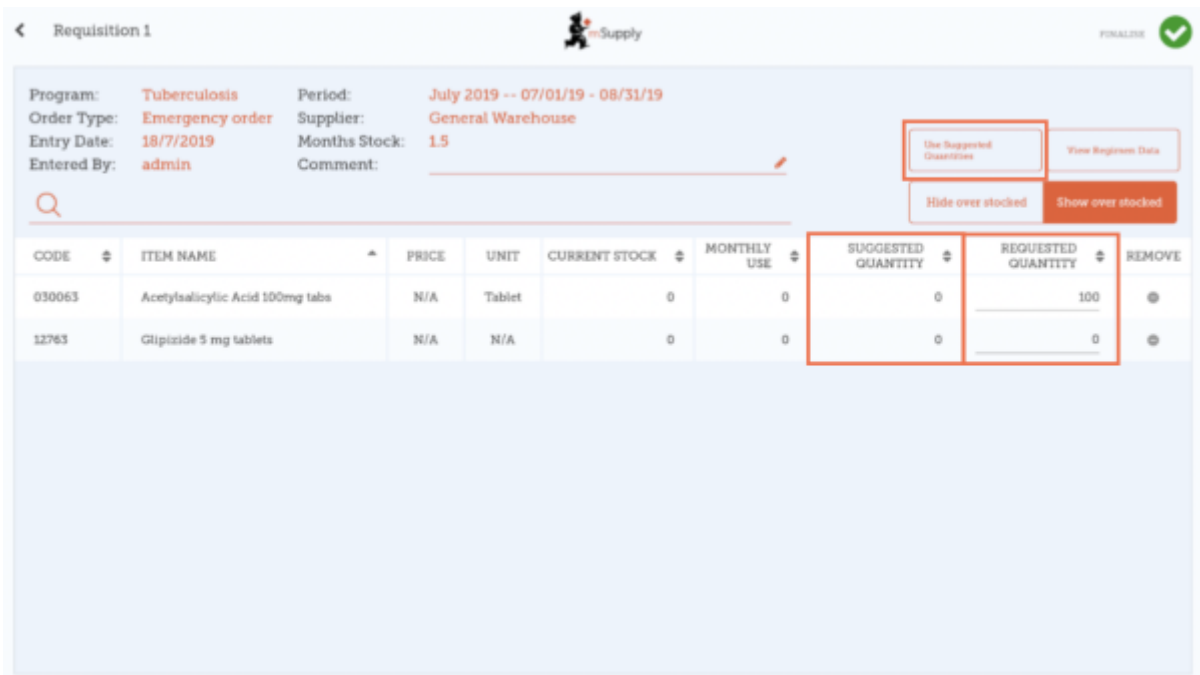 Requisition 1
mSupply
FINALISE
Program: Tuberculosis Period: July 2019 -- 07/01/19 - 08/31/19
Order Type: Emergency order Supplier: General Warehouse
Entry Date: 18/7/2019 Months Stock: 1.5
Entered By: admin Comment:
Use Suggested
Quantities
View Regimen Data
Hide over stocked Show over stocked
CODE ITEM NAME PRICE UNIT CURRENT STOCK MONTHLY USE SUGGESTED QUANTITY REQUESTED QUANTITY REMOVE
030063 Acetylsalicylic Acid 100mg tabs N/A Tablet 0 0 0 100
12763 Glipizide 5 mg tablets N/A N/A 0 0 0 0